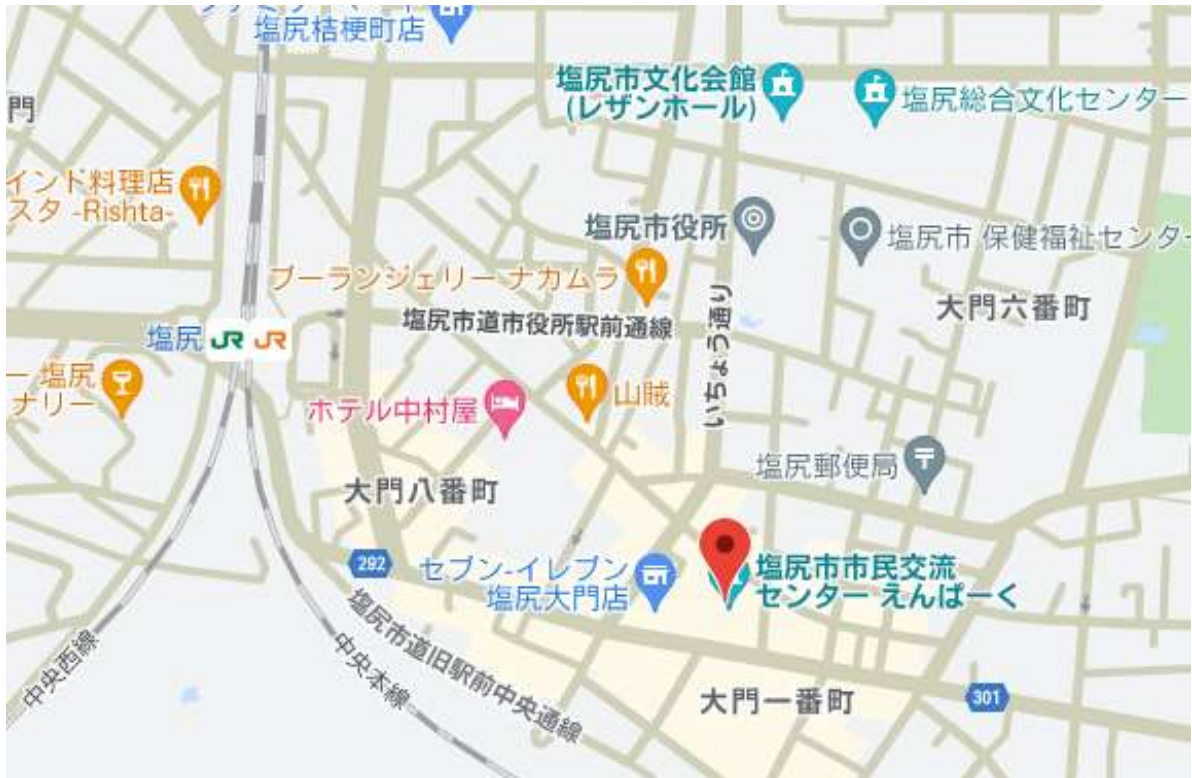 塩尻桔梗町店
塩尻市文化会館
(レザンホール)
塩尻総合文化センター
門
インド料理店
スタ -Rishta-
塩尻市役所
塩尻市 保健福祉センタ
ブーランジェリー ナカムラ
大門六番町
塩尻市道市役所駅前通線
いちょう通り
塩尻 JR JR
ー 塩尻
ナリー
ホテル中村屋
山賊
塩尻郵便局
大門八番町
292
セブン-イレブン
塩尻大門店
塩尻市市民交流
センター えんぱーく
塩尻市道旧駅前中央通線
中央西線
中央本線
大門一番町
301